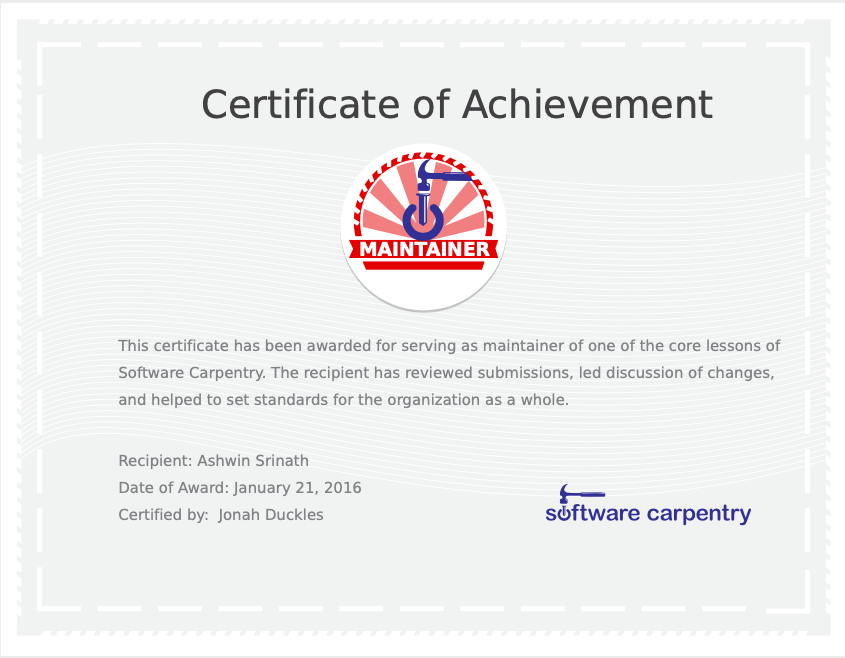 Certificate of Achievement
MAINTAINER
This certificate has been awarded for serving as maintainer of one of the core lessons of
Software Carpentry. The recipient has reviewed submissions, led discussion of changes,
and helped to set standards for the organization as a whole.
Recipient: Ashwin Srinath
Date of Award: January 21, 2016
Certified by:  Jonah Duckles
software carpentry